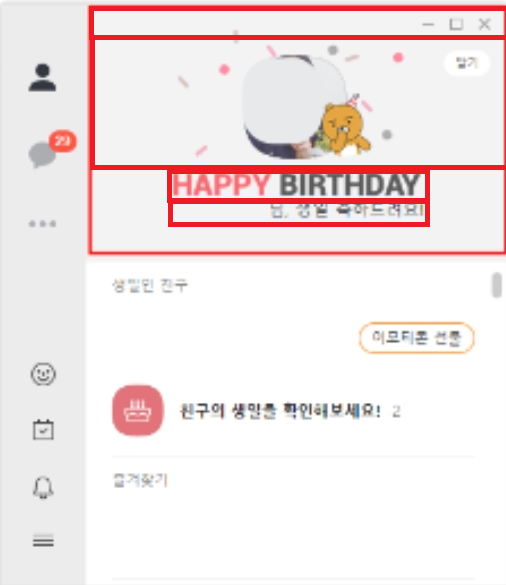 29
닫기
HAPPY BIRTHDAY
님, 생일 축하드려요!
생일인 친구
이모티콘 선물
친구의 생일을 확인해보세요! 2
즐겨찾기